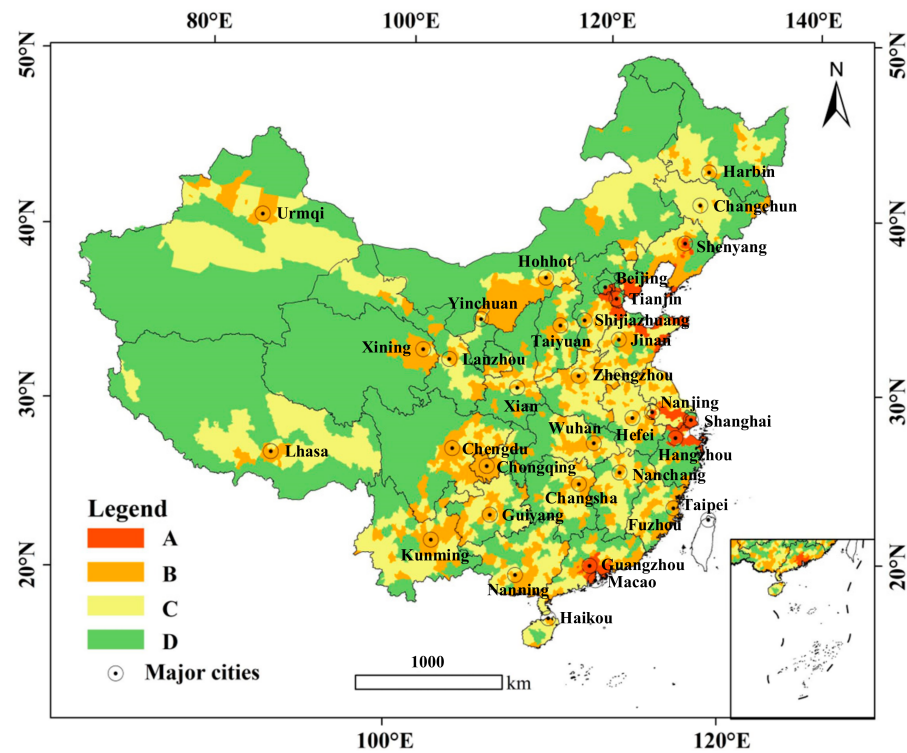 80°E 100°E 120°E 140°E
50°N 50°N
N
Harbin
Changchun
Urmqi
40°N 40°N
Shenyang
Hohhot
Beijing
Tianjin
Yinchuan
Shijiazhuang
Taiyuan Jinan
Xining
Lanzhou
Zhengzhou
30°N 30°N
Xian
Nanjing
Shanghai
Wuhan Hefei
Lhasa
Chengdu
Hangzhou
Chongqing
Nanchang
Changsha
Legend
Taipei
Guiyang
Fuzhou
A
Kunming
20°N 20°N
Guangzhou
B
Macao
Nanning
C
Haikou
D
Major cities
1000
km
100°E 120°E